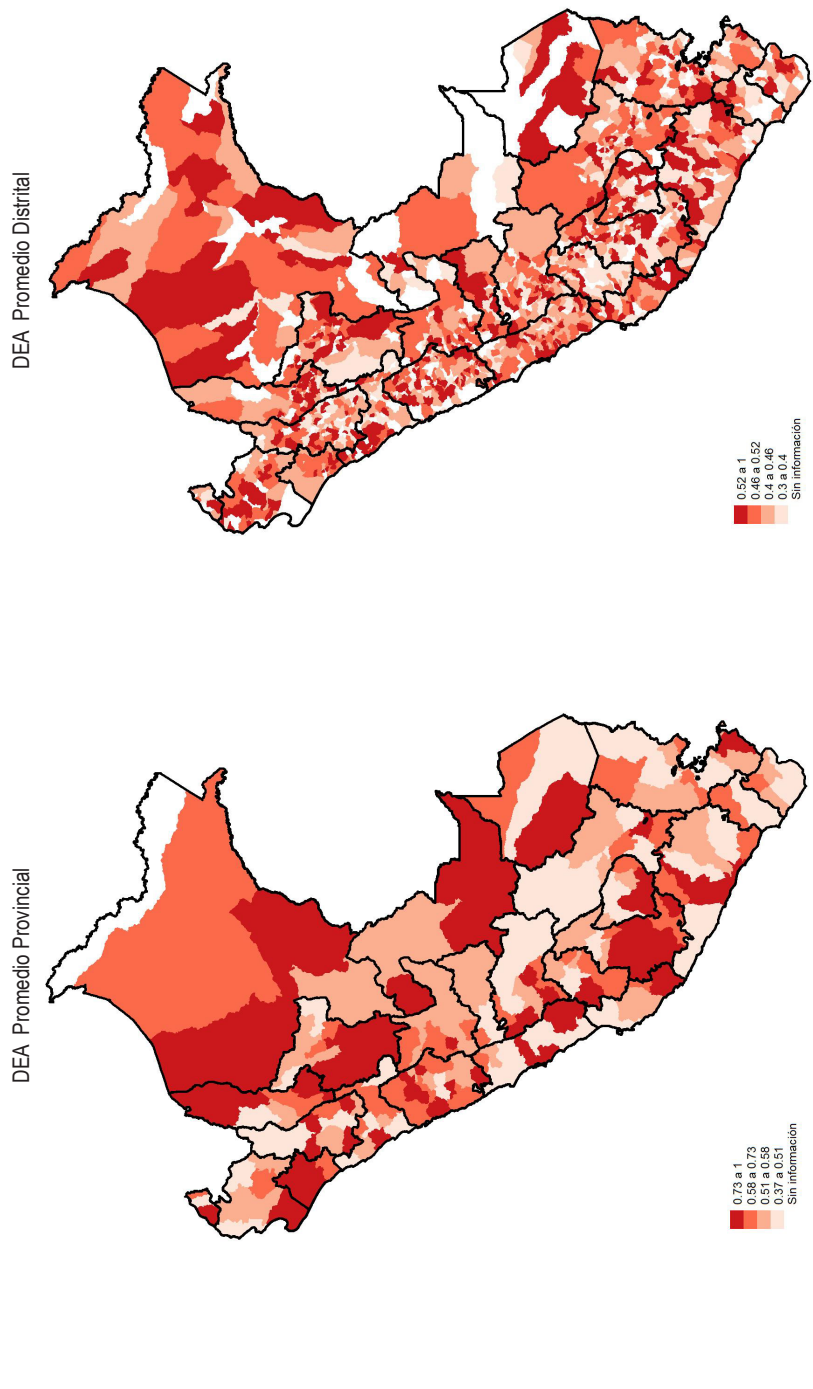 DEA Promedio Distrital
0.52 a 1
0.46 a 0.52
0.4 a 0.46
0.3 a 0.4
Sin información
DEA Promedio Provincial
0.73 a 1
0.58 a 0.73
0.51 a 0.58
0.37 a 0.51
Sin información